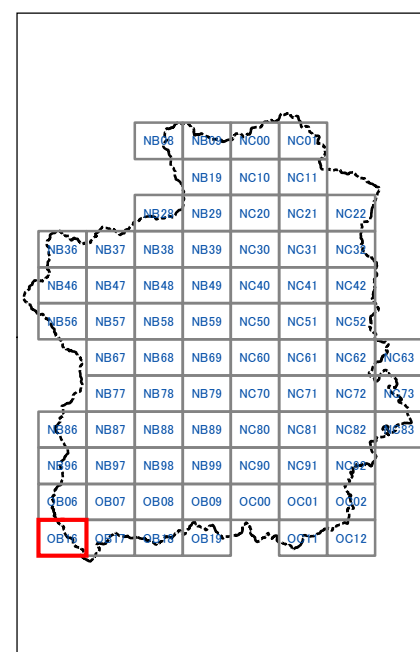 NB08 NB09 NC00 NC01
NB19 NC10 NC11
NB28 NB29 NC20 NC21 NC22
NB36 NB37 NB38 NB39 NC30 NC31 NC32
NB46 NB47 NB48 NB49 NC40 NC41 NC42
NB56 NB57 NB58 NB59 NC50 NC51 NC52
NB67 NB68 NB69 NC60 NC61 NC62 NC63
NB77 NB78 NB79 NC70 NC71 NC72 NC73
NB86 NB87 NB88 NB89 NC80 NC81 NC82 NC83
NB96 NB97 NB98 NB99 NC90 NC91 NC92
OB06 OB07 OB08 OB09 OC00 OC01 OC02
OB16 OB17 OB18 OB19 OC11 OC12